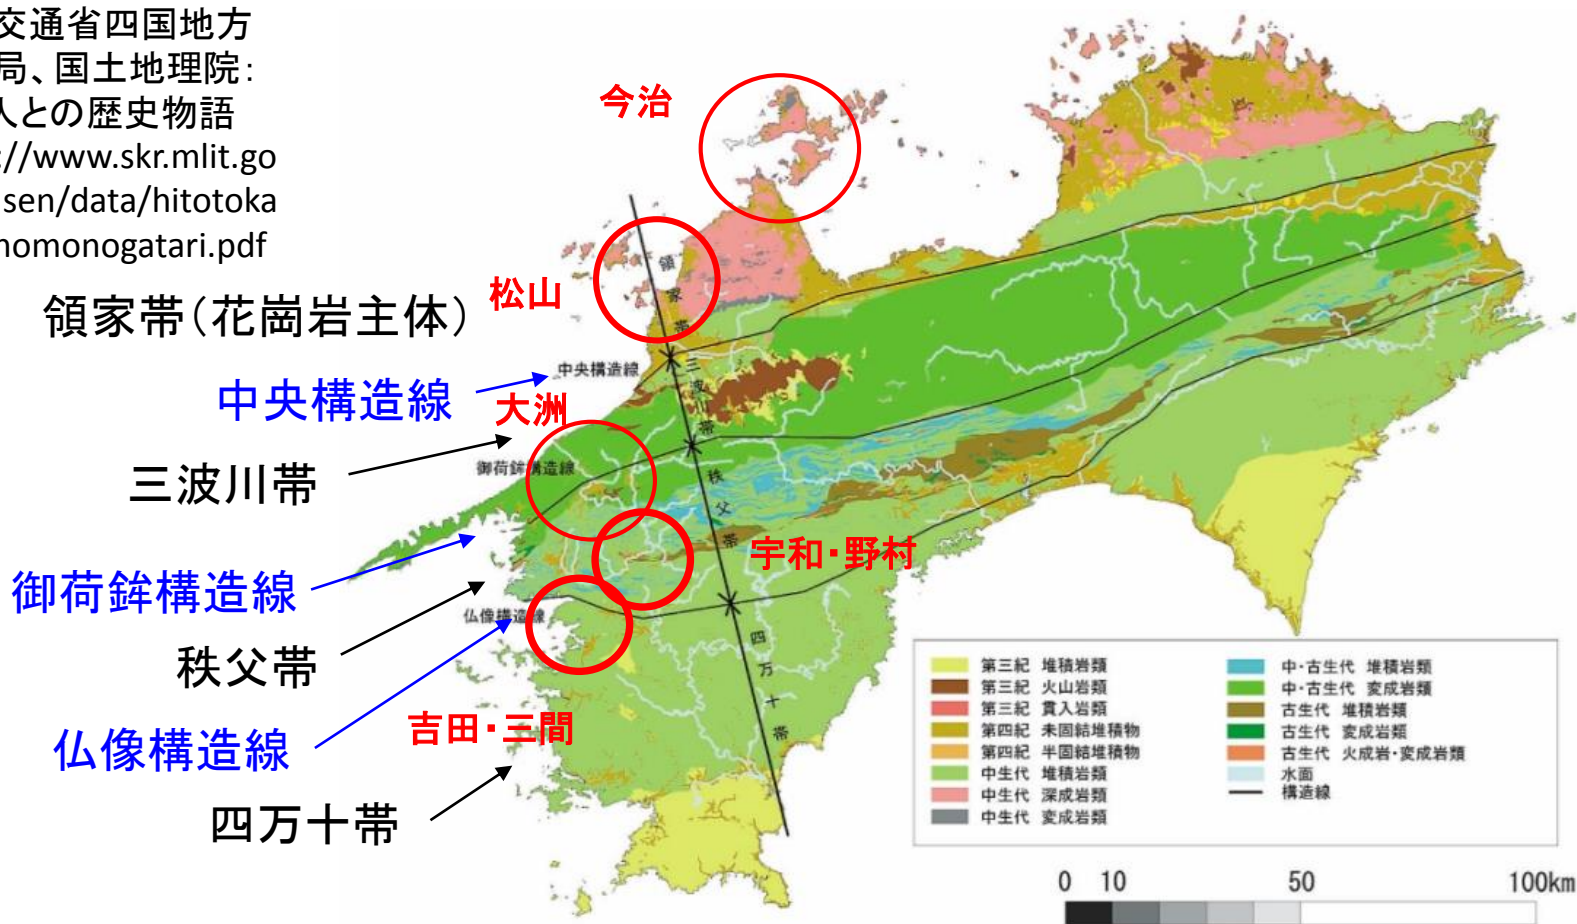 交通省四国地方
局、国土地理院：
人との歴史物語
://www.skr.mlit.go
sen/data/hitotoka
nomonogatari.pdf
今治
松山
領家帯（花崗岩主体）
中央構造線
中央構造線
大洲
三波川帯
御荷鉾構造線
御荷鉾構造線
宇和・野村
秩父帯
仏像構造線
仏像構造線
吉田・三間
四万十帯
領家帯
三波川帯
秩父帯
四万十帯
第三紀 堆積岩類
第三紀 火山岩類
第三紀 貫入岩類
第四紀 未固結堆積物
第四紀 半固結堆積物
中生代 堆積岩類
中生代 深成岩類
中生代 変成岩類
中・古生代 堆積岩類
中・古生代 変成岩類
古生代 堆積岩類
古生代 変成岩類
古生代 火成岩・変成岩類
水面
構造線
0 10 50 100km